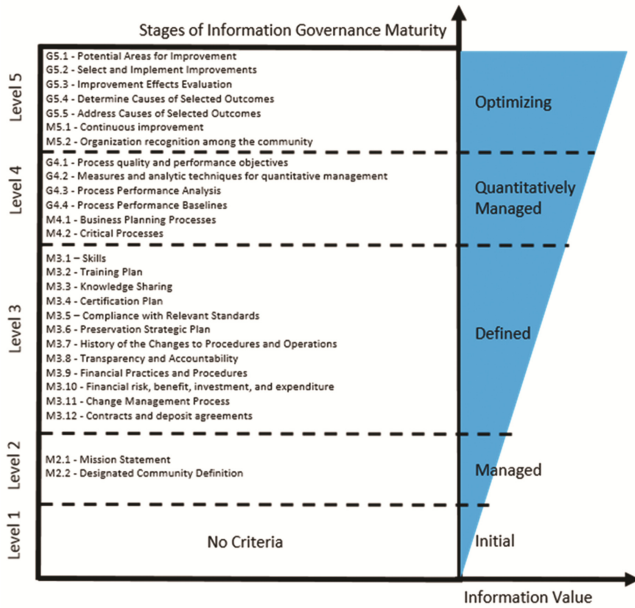 Stages of Information Governance Maturity
Level 5
G5.1 - Potential Areas for Improvement
G5.2 - Select and Implement Improvements
G5.3 - Improvement Effects Evaluation
G5.4 - Determine Causes of Selected Outcomes
G5.5 - Address Causes of Selected Outcomes
M5.1 - Continuous improvement
M5.2 - Organization recognition among the community
Optimizing
Level 4
G4.1 - Process quality and performance objectives
G4.2 - Measures and analytic techniques for quantitative management
G4.3 - Process Performance Analysis
G4.4 - Process Performance Baselines
M4.1 - Business Planning Processes
M4.2 - Critical Processes
Quantitatively
Managed
Level 3
M3.1 – Skills
M3.2 - Training Plan
M3.3 - Knowledge Sharing
M3.4 - Certification Plan
M3.5 – Compliance with Relevant Standards
M3.6 - Preservation Strategic Plan
M3.7 - History of the Changes to Procedures and Operations
M3.8 - Transparency and Accountability
M3.9 - Financial Practices and Procedures
M3.10 - Financial risk, benefit, investment, and expenditure
M3.11 - Change Management Process
M3.12 - Contracts and deposit agreements
Defined
Level 2
M2.1 - Mission Statement
M2.2 - Designated Community Definition
Managed
Level 1
No Criteria
Initial
Information Value